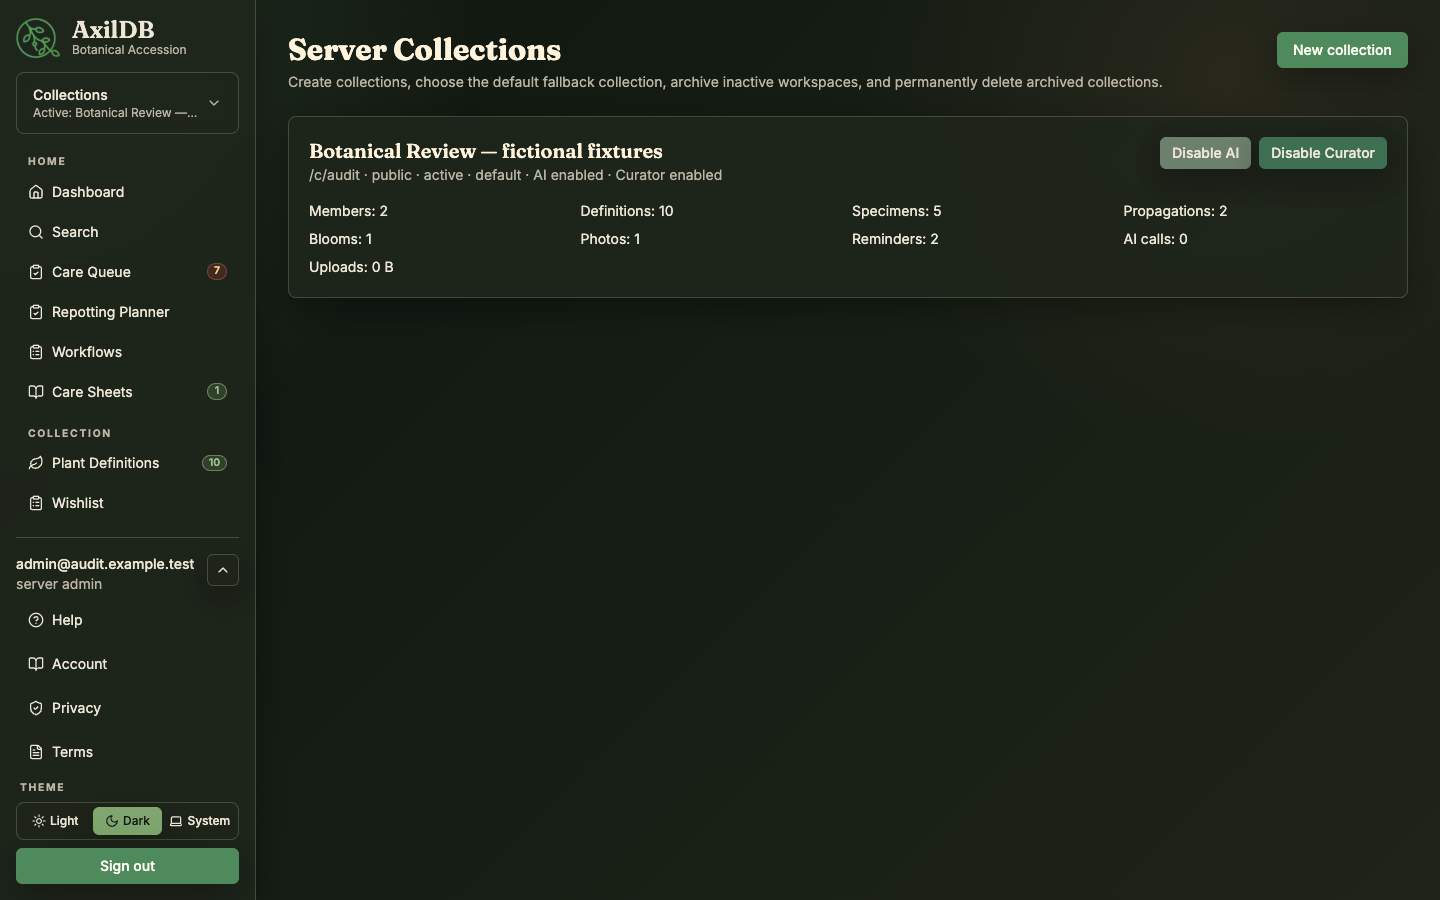 AxilDB
Botanical Accession
Collections
Active: Botanical Review —...
HOME
Dashboard
Search
Care Queue 7
Repotting Planner
Workflows
Care Sheets 1
COLLECTION
Plant Definitions 10
Wishlist
admin@audit.example.test
server admin
Help
Account
Privacy
Terms
THEME
Light Dark System
Sign out
Server Collections
Create collections, choose the default fallback collection, archive inactive workspaces, and permanently delete archived collections.
New collection
Botanical Review — fictional fixtures
/c/audit · public · active · default · AI enabled · Curator enabled
Disable AI Disable Curator
Members: 2 Definitions: 10 Specimens: 5 Propagations: 2
Blooms: 1 Photos: 1 Reminders: 2 AI calls: 0
Uploads: 0 B